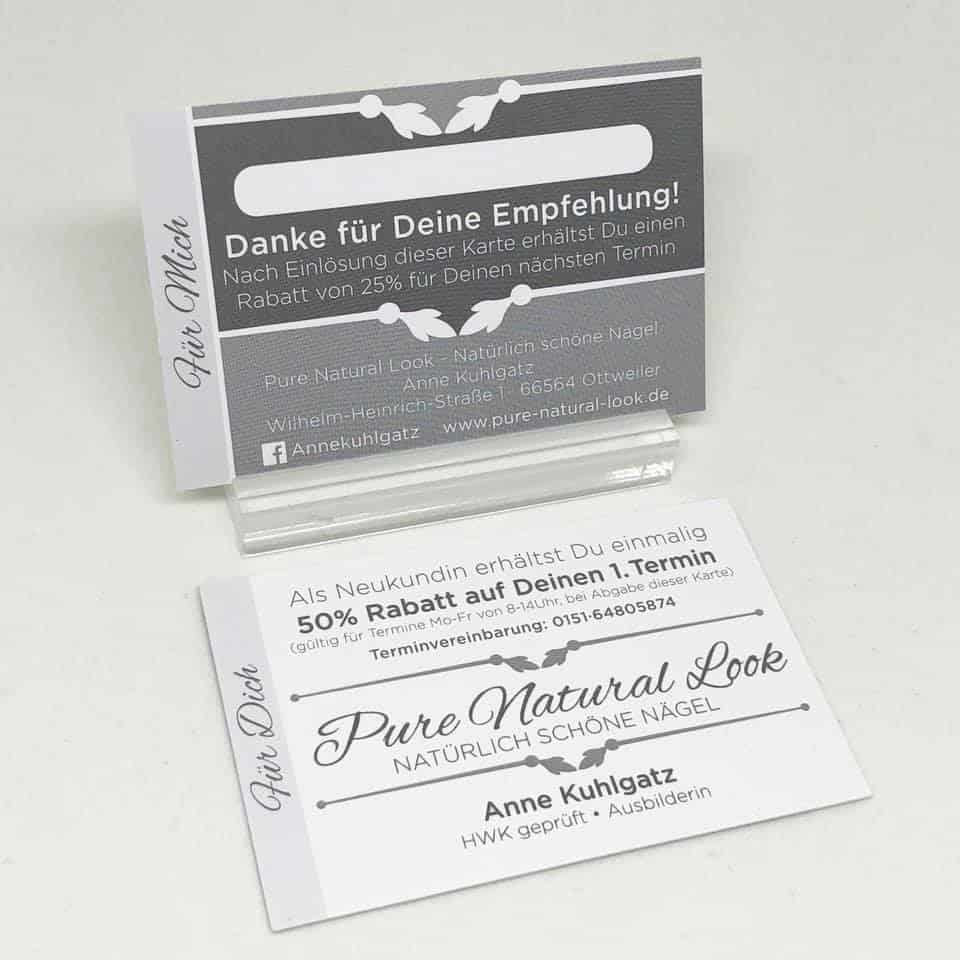 Für Mich
Danke für Deine Empfehlung!
Nach Einlösung dieser Karte erhältst Du einen
Rabatt von 25% für Deinen nächsten Termin
Pure Natural Look - Natürlich schöne Nägel
Anne Kuhlgatz
Wilhelm-Heinrich-Straße 1 66564 Ottweiler
f Annekuhlgatz www.pure-natural-look.de
Für Dich
Als Neukundin erhältst Du einmalig
50% Rabatt auf Deinen 1.Termin
(gültig für Termine Mo-Fr von 8-14Uhr, bei Abgabe dieser Karte)
Terminvereinbarung: 0151-64805874
Pure Natural Look
NATÜRLICH SCHÖNE NÄGEL
Anne Kuhlgatz
HWK geprüft • Ausbilderin